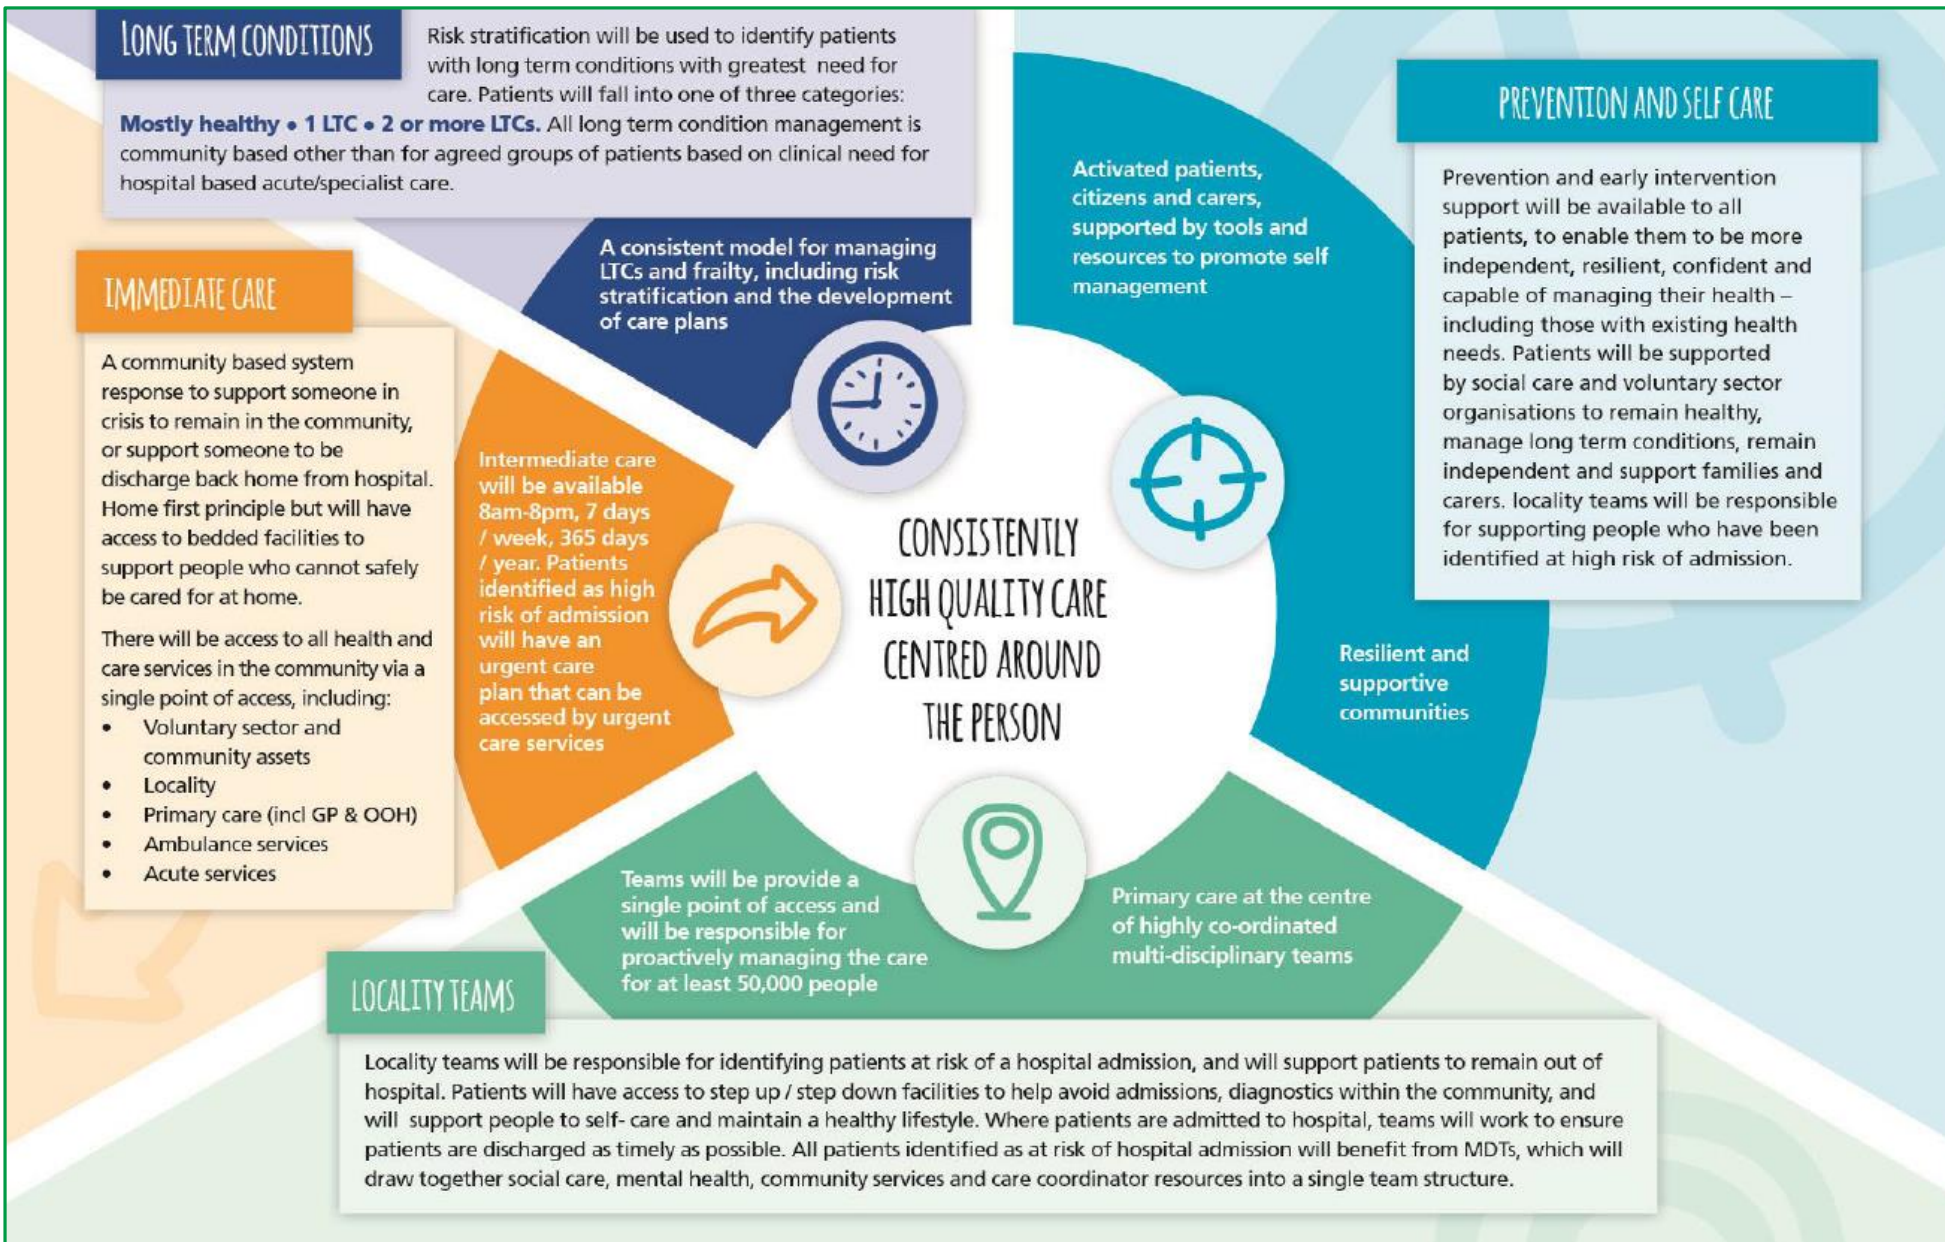 LONG TERM CONDITIONS
Risk stratification will be used to identify patients
with long term conditions with greatest need for
care. Patients will fall into one of three categories:
Mostly healthy • 1 LTC • 2 or more LTCs. All long term condition management is
community based other than for agreed groups of patients based on clinical need for
hospital based acute/specialist care.
A consistent model for managing
LTCs and frailty, including risk
stratification and the development
of care plans
IMMEDIATE CARE
A community based system
response to support someone in
crisis to remain in the community,
or support someone to be
discharge back home from hospital.
Home first principle but will have
access to bedded facilities to
support people who cannot safely
be cared for at home.
There will be access to all health and
care services in the community via a
single point of access, including:
• Voluntary sector and
community assets
• Locality
• Primary care (incl GP & OOH)
• Ambulance services
• Acute services
Intermediate care
will be available
8am-8pm, 7 days
/ week, 365 days
/ year. Patients
identified as high
risk of admission
will have an
urgent care
plan that can be
accessed by urgent
care services
CONSISTENTLY
HIGH QUALITY CARE
CENTRED AROUND
THE PERSON
Activated patients,
citizens and carers,
supported by tools and
resources to promote self
management
Resilient and
supportive
communities
PREVENTION AND SELF CARE
Prevention and early intervention
support will be available to all
patients, to enable them to be more
independent, resilient, confident and
capable of managing their health –
including those with existing health
needs. Patients will be supported
by social care and voluntary sector
organisations to remain healthy,
manage long term conditions, remain
independent and support families and
carers. locality teams will be responsible
for supporting people who have been
identified at high risk of admission.
Teams will be provide a
single point of access and
will be responsible for
proactively managing the care
for at least 50,000 people
Primary care at the centre
of highly co-ordinated
multi-disciplinary teams
LOCALITY TEAMS
Locality teams will be responsible for identifying patients at risk of a hospital admission, and will support patients to remain out of
hospital. Patients will have access to step up / step down facilities to help avoid admissions, diagnostics within the community, and
will support people to self- care and maintain a healthy lifestyle. Where patients are admitted to hospital, teams will work to ensure
patients are discharged as timely as possible. All patients identified as at risk of hospital admission will benefit from MDTs, which will
draw together social care, mental health, community services and care coordinator resources into a single team structure.